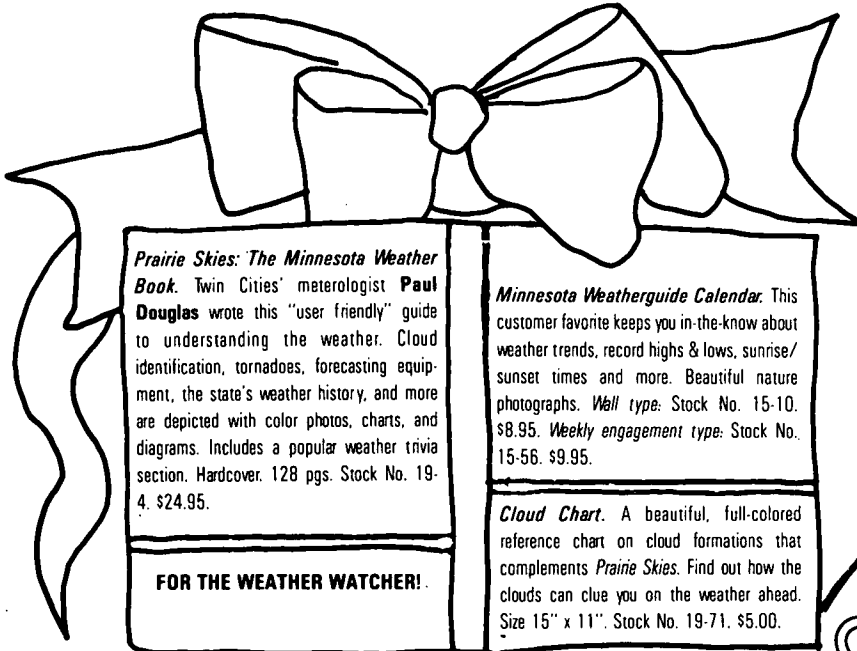 Prairie Skies: The Minnesota Weather
Book. Twin Cities' meterologist Paul
Douglas wrote this "user friendly" guide
to understanding the weather. Cloud
identification, tornadoes, forecasting equip-
ment, the state's weather history, and more
are depicted with color photos, charts, and
diagrams. Includes a popular weather trivia
section. Hardcover. 128 pgs. Stock No. 19-
4. $24.95.
FOR THE WEATHER WATCHER!
Minnesota Weatherguide Calendar. This
customer favorite keeps you in-the-know about
weather trends, record highs & lows, sunrise/
sunset times and more. Beautiful nature
photographs. Wall type: Stock No. 15-10.
$8.95. Weekly engagement type: Stock No.
15-56. $9.95.
Cloud Chart. A beautiful, full-colored
reference chart on cloud formations that
complements Prairie Skies. Find out how the
clouds can clue you on the weather ahead.
Size 15" x 11". Stock No. 19-71. $5.00.